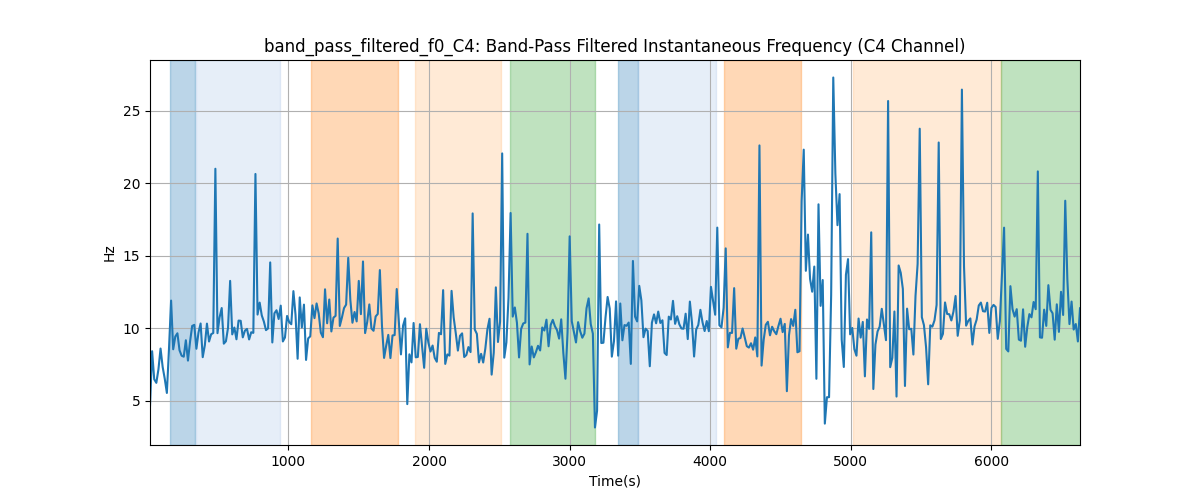 band_pass_filtered_f0_C4: Band-Pass Filtered Instantaneous Frequency (C4 Channel)
25
20
15
10
5
Hz
1000 2000 3000 4000 5000 6000
Time(s)